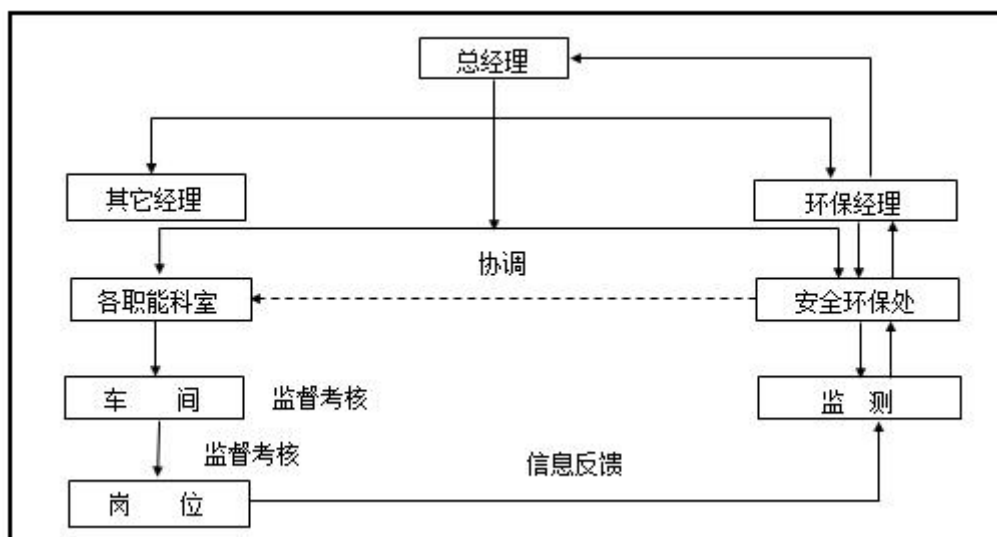 总经理
其它经理
环保经理
协调
各职能科室
安全环保处
车 间
监督考核
监 测
监督考核
信息反馈
岗 位